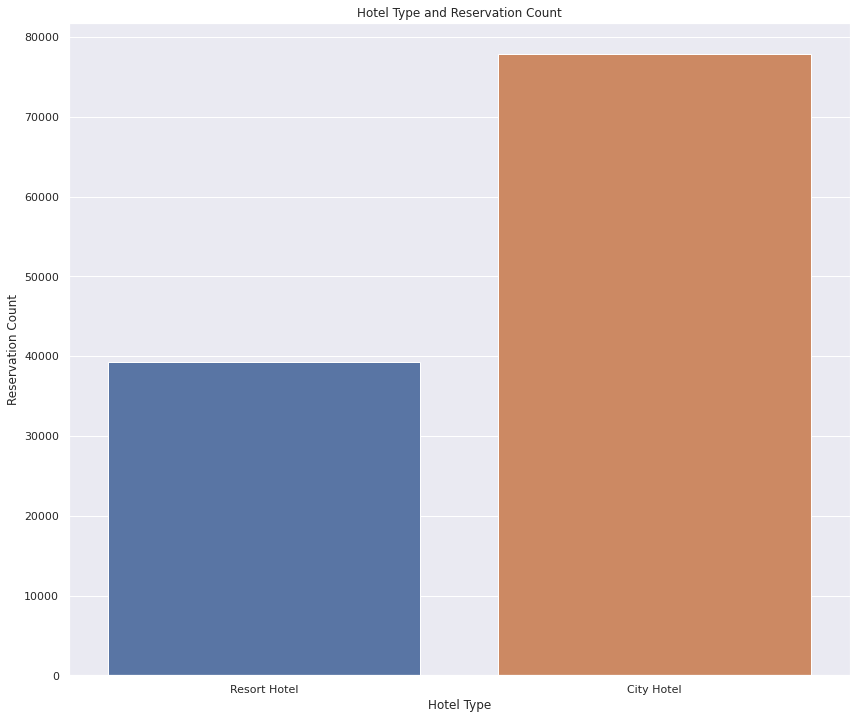 Hotel Type and Reservation Count
80000
70000
60000
50000
40000
30000
20000
10000
0
Reservation Count
Resort Hotel
City Hotel
Hotel Type